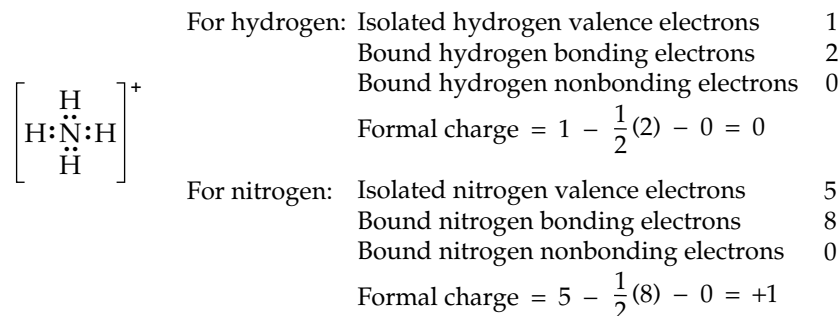 For hydrogen: Isolated hydrogen valence electrons 1
Bound hydrogen bonding electrons 2
Bound hydrogen nonbonding electrons 0
Formal charge = 1 − 1/2 (2) − 0 = 0
[ H ]+
H:N:H
H
For nitrogen: Isolated nitrogen valence electrons 5
Bound nitrogen bonding electrons 8
Bound nitrogen nonbonding electrons 0
Formal charge = 5 − 1/2 (8) − 0 = +1